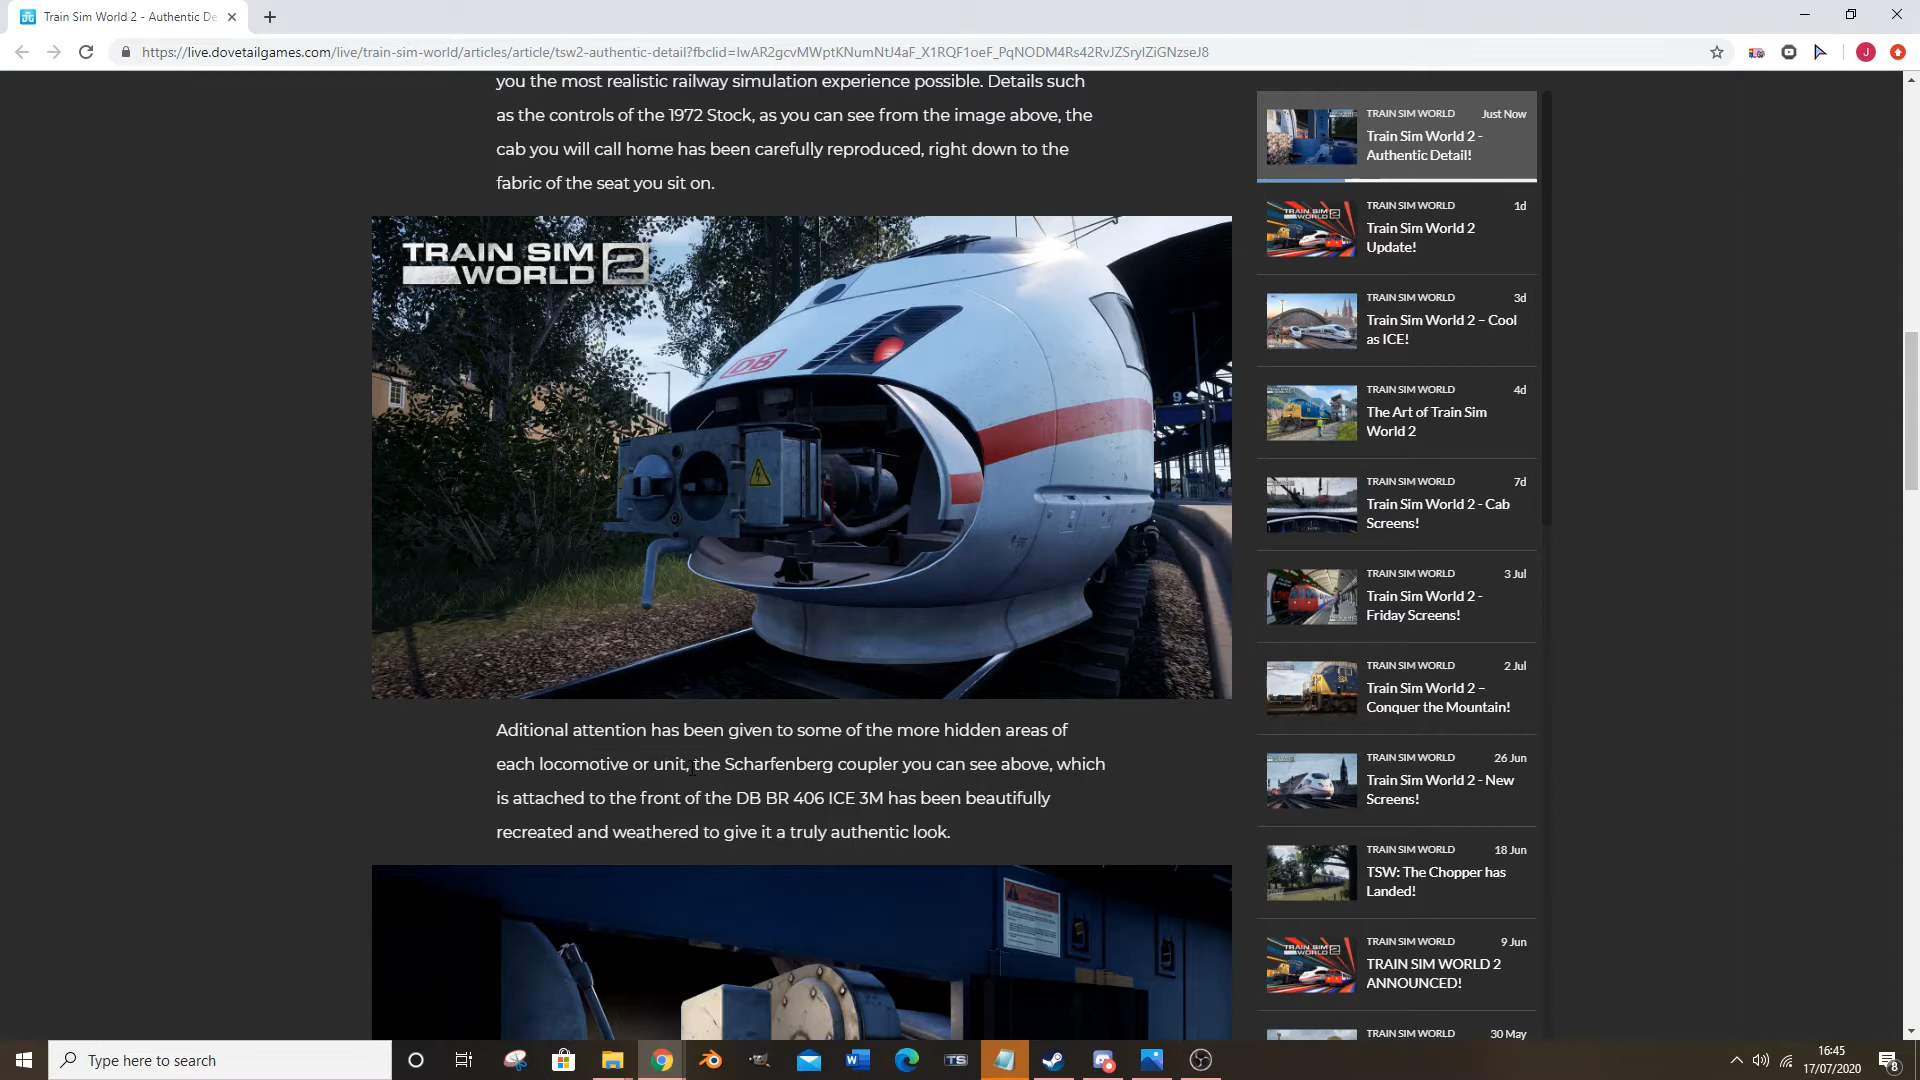 Train Sim World 2 - Authentic De
https://live.dovetailgames.com/live/train-sim-world/articles/article/tsw2-authentic-detail?fbclid=IwAR2gcvMWptKNumNtJ4aF_X1RQF1oeF_PqNODM4Rs42RvJZSrylZiGNzseJ8
J
you the most realistic railway simulation experience possible. Details such
as the controls of the 1972 Stock, as you can see from the image above, the
cab you will call home has been carefully reproduced, right down to the
fabric of the seat you sit on.
TRAIN SIM
WORLD 2
DB
9
Aditional attention has been given to some of the more hidden areas of
each locomotive or unit, the Scharfenberg coupler you can see above, which
is attached to the front of the DB BR 406 ICE 3M has been beautifully
recreated and weathered to give it a truly authentic look.
TRAIN SIM WORLD Just Now
Train Sim World 2 -
Authentic Detail!
TRAIN SIM WORLD 1d
Train Sim World 2
Update!
TRAIN SIM WORLD 3d
Train Sim World 2 – Cool
as ICE!
TRAIN SIM WORLD 4d
The Art of Train Sim
World 2
TRAIN SIM WORLD 7d
Train Sim World 2 - Cab
Screens!
TRAIN SIM WORLD 3 Jul
Train Sim World 2 -
Friday Screens!
TRAIN SIM WORLD 2 Jul
Train Sim World 2 –
Conquer the Mountain!
TRAIN SIM WORLD 26 Jun
Train Sim World 2 - New
Screens!
TRAIN SIM WORLD 18 Jun
TSW: The Chopper has
Landed!
TRAIN SIM WORLD 9 Jun
TRAIN SIM WORLD 2
ANNOUNCED!
TRAIN SIM WORLD 30 May
Type here to search
TS
16:45
17/07/2020
8